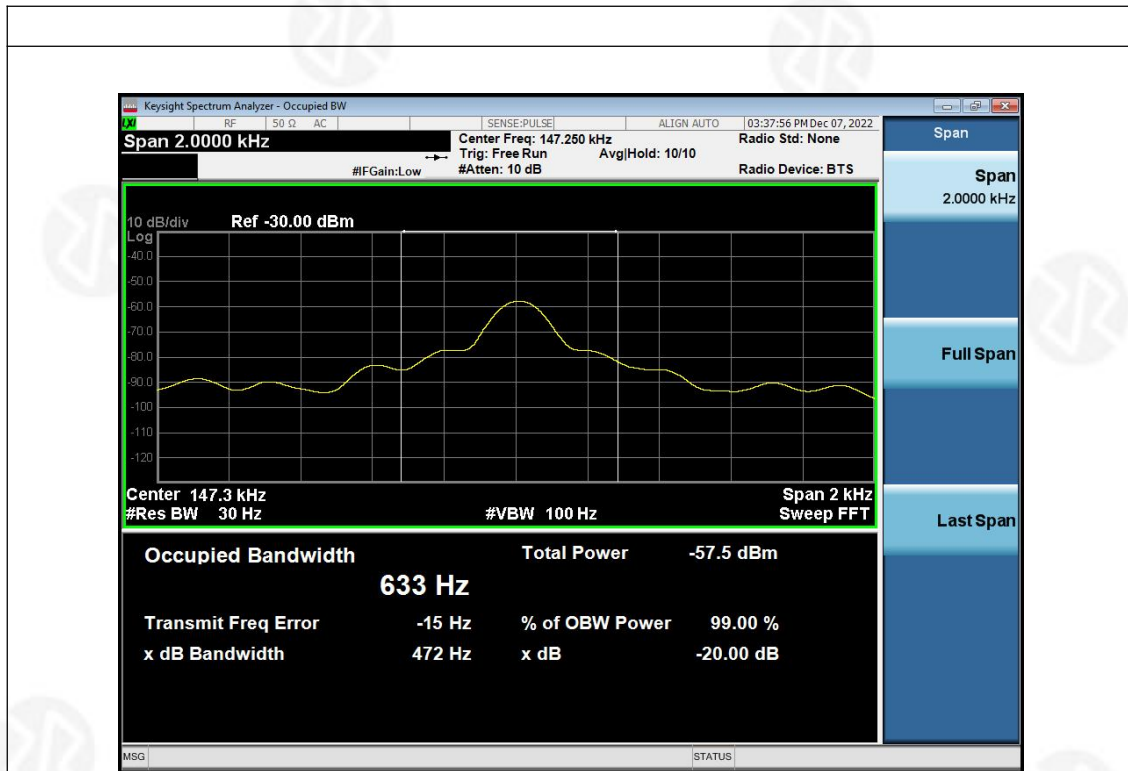 Keysight Spectrum Analyzer - Occupied BW
LXI RF 50 Ω AC SENSE:PULSE ALIGN AUTO 03:37:56 PM Dec 07, 2022
Span 2.0000 kHz
Center Freq: 147.250 kHz Radio Std: None
Trig: Free Run Avg|Hold: 10/10
#IFGain:Low #Atten: 10 dB Radio Device: BTS
Span
Span
2.0000 kHz
Full Span
Last Span
10 dB/div Ref -30.00 dBm
Log
-40.0
-50.0
-60.0
-70.0
-80.0
-90.0
-100
-110
-120
Center 147.3 kHz Span 2 kHz
#Res BW 30 Hz #VBW 100 Hz Sweep FFT
Occupied Bandwidth Total Power -57.5 dBm
633 Hz
Transmit Freq Error -15 Hz % of OBW Power 99.00 %
x dB Bandwidth 472 Hz x dB -20.00 dB
MSG STATUS